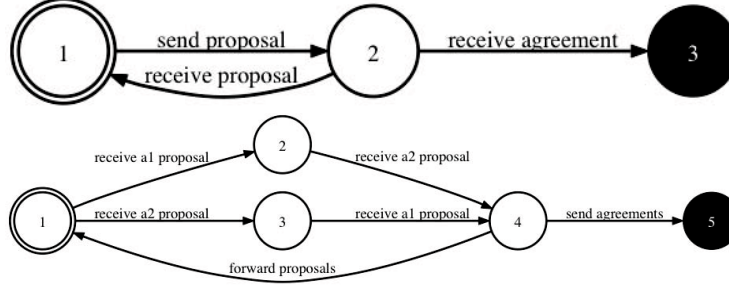 send proposal
receive agreement
1
2
3
receive proposal
2
receive a1 proposal
receive a2 proposal
receive a2 proposal
receive a1 proposal
send agreements
1
3
4
5
forward proposals